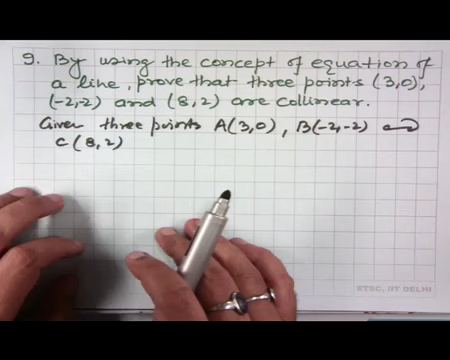 9. By using the concept of equation of
a line, prove that three points (3,0),
(-2,-2) and (8,2) are collinear.
Given three points A(3,0), B(-2,-2) and
C(8,2)
ETSC, IIT DELHI